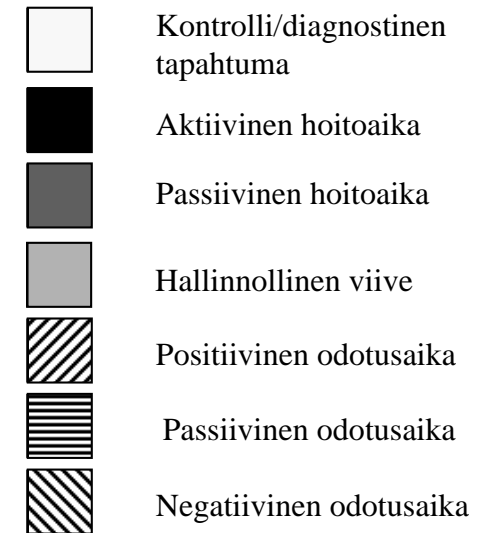 Kontrolli/diagnostinen
tapahtuma
Aktiivinen hoitoaika
Passiivinen hoitoaika
Hallinnollinen viive
Positiivinen odotusaika
Passiivinen odotusaika
Negatiivinen odotusaika